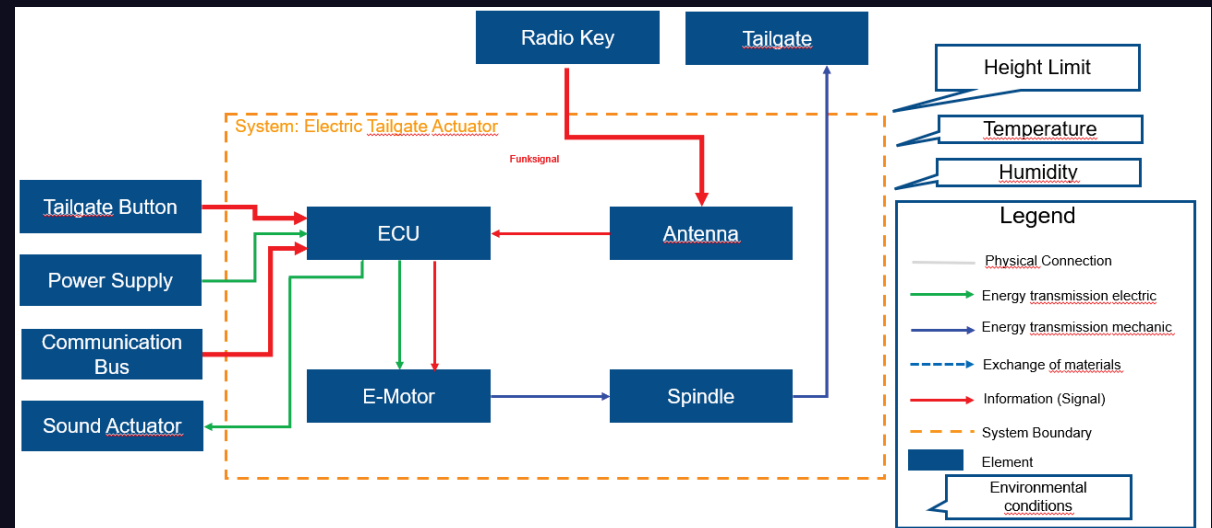 Radio Key
Tailgate
Height Limit
System: Electric Tailgate Actuator
Temperature
Funksignal
Humidity
Tailgate Button
ECU
Antenna
Legend
Power Supply
Physical Connection
Energy transmission electric
Communication
Bus
Energy transmission mechanic
Exchange of materials
E-Motor
Spindle
Information (Signal)
Sound Actuator
System Boundary
Element
Environmental
conditions